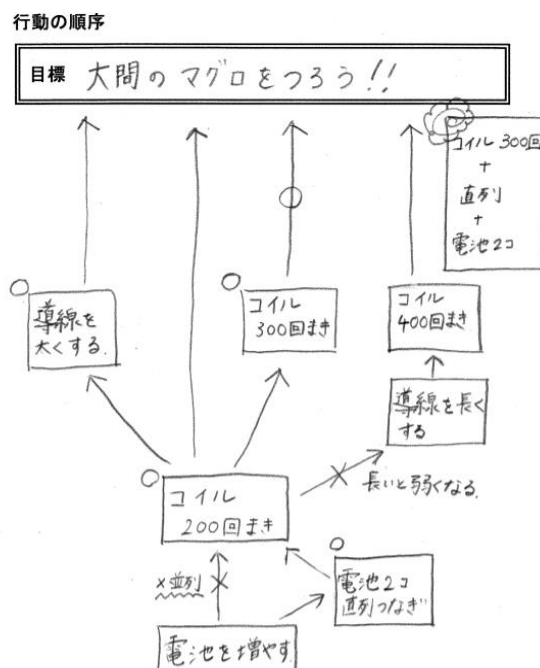 行動の順序
目標 大間のマグロをつろう!!
コイル 300回
+
直列
+
電池2コ
導線を
太くする.
コイル
300回まき
コイル
400回まき
導線を長く
する
長いと弱くなる.
コイル
200回まき
×並列
電池2コ
直列つなぎ
電池を増やす